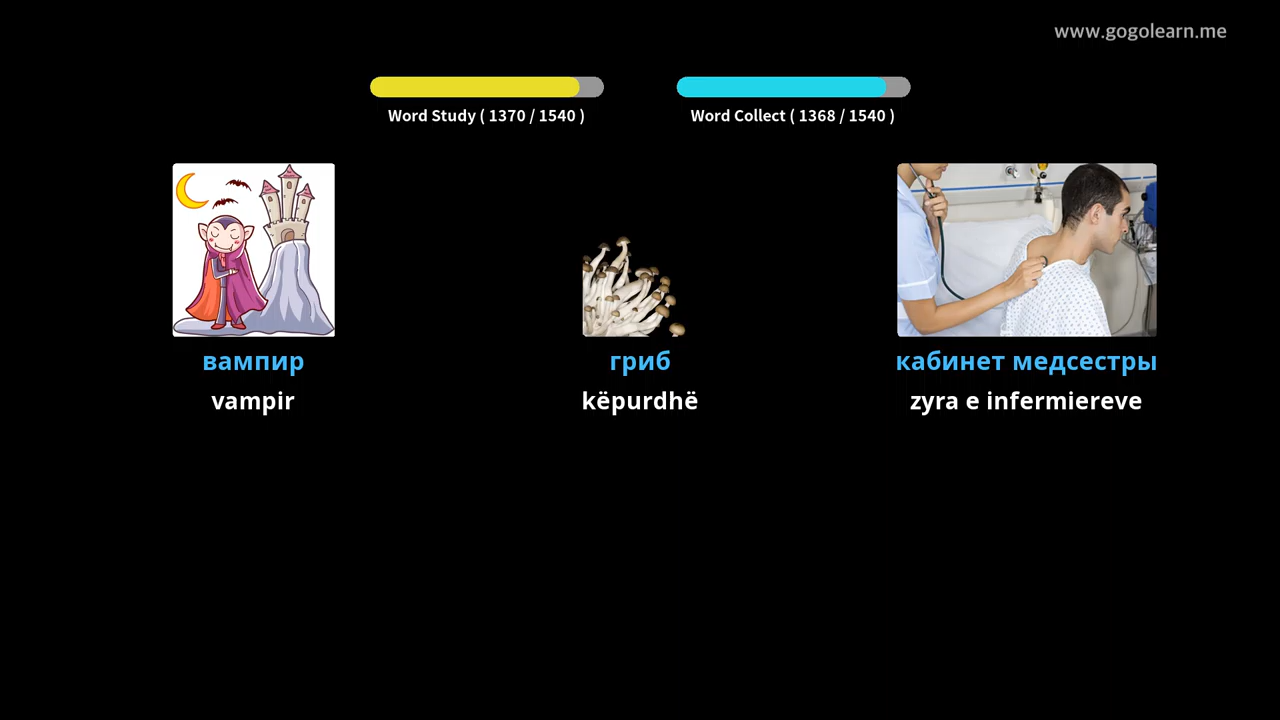 www.gogolearn.me
Word Study ( 1370 / 1540 )
Word Collect ( 1368 / 1540 )
вампир
гриб
кабинет медсестры
vampir
këpurdhë
zyra e infermiereve